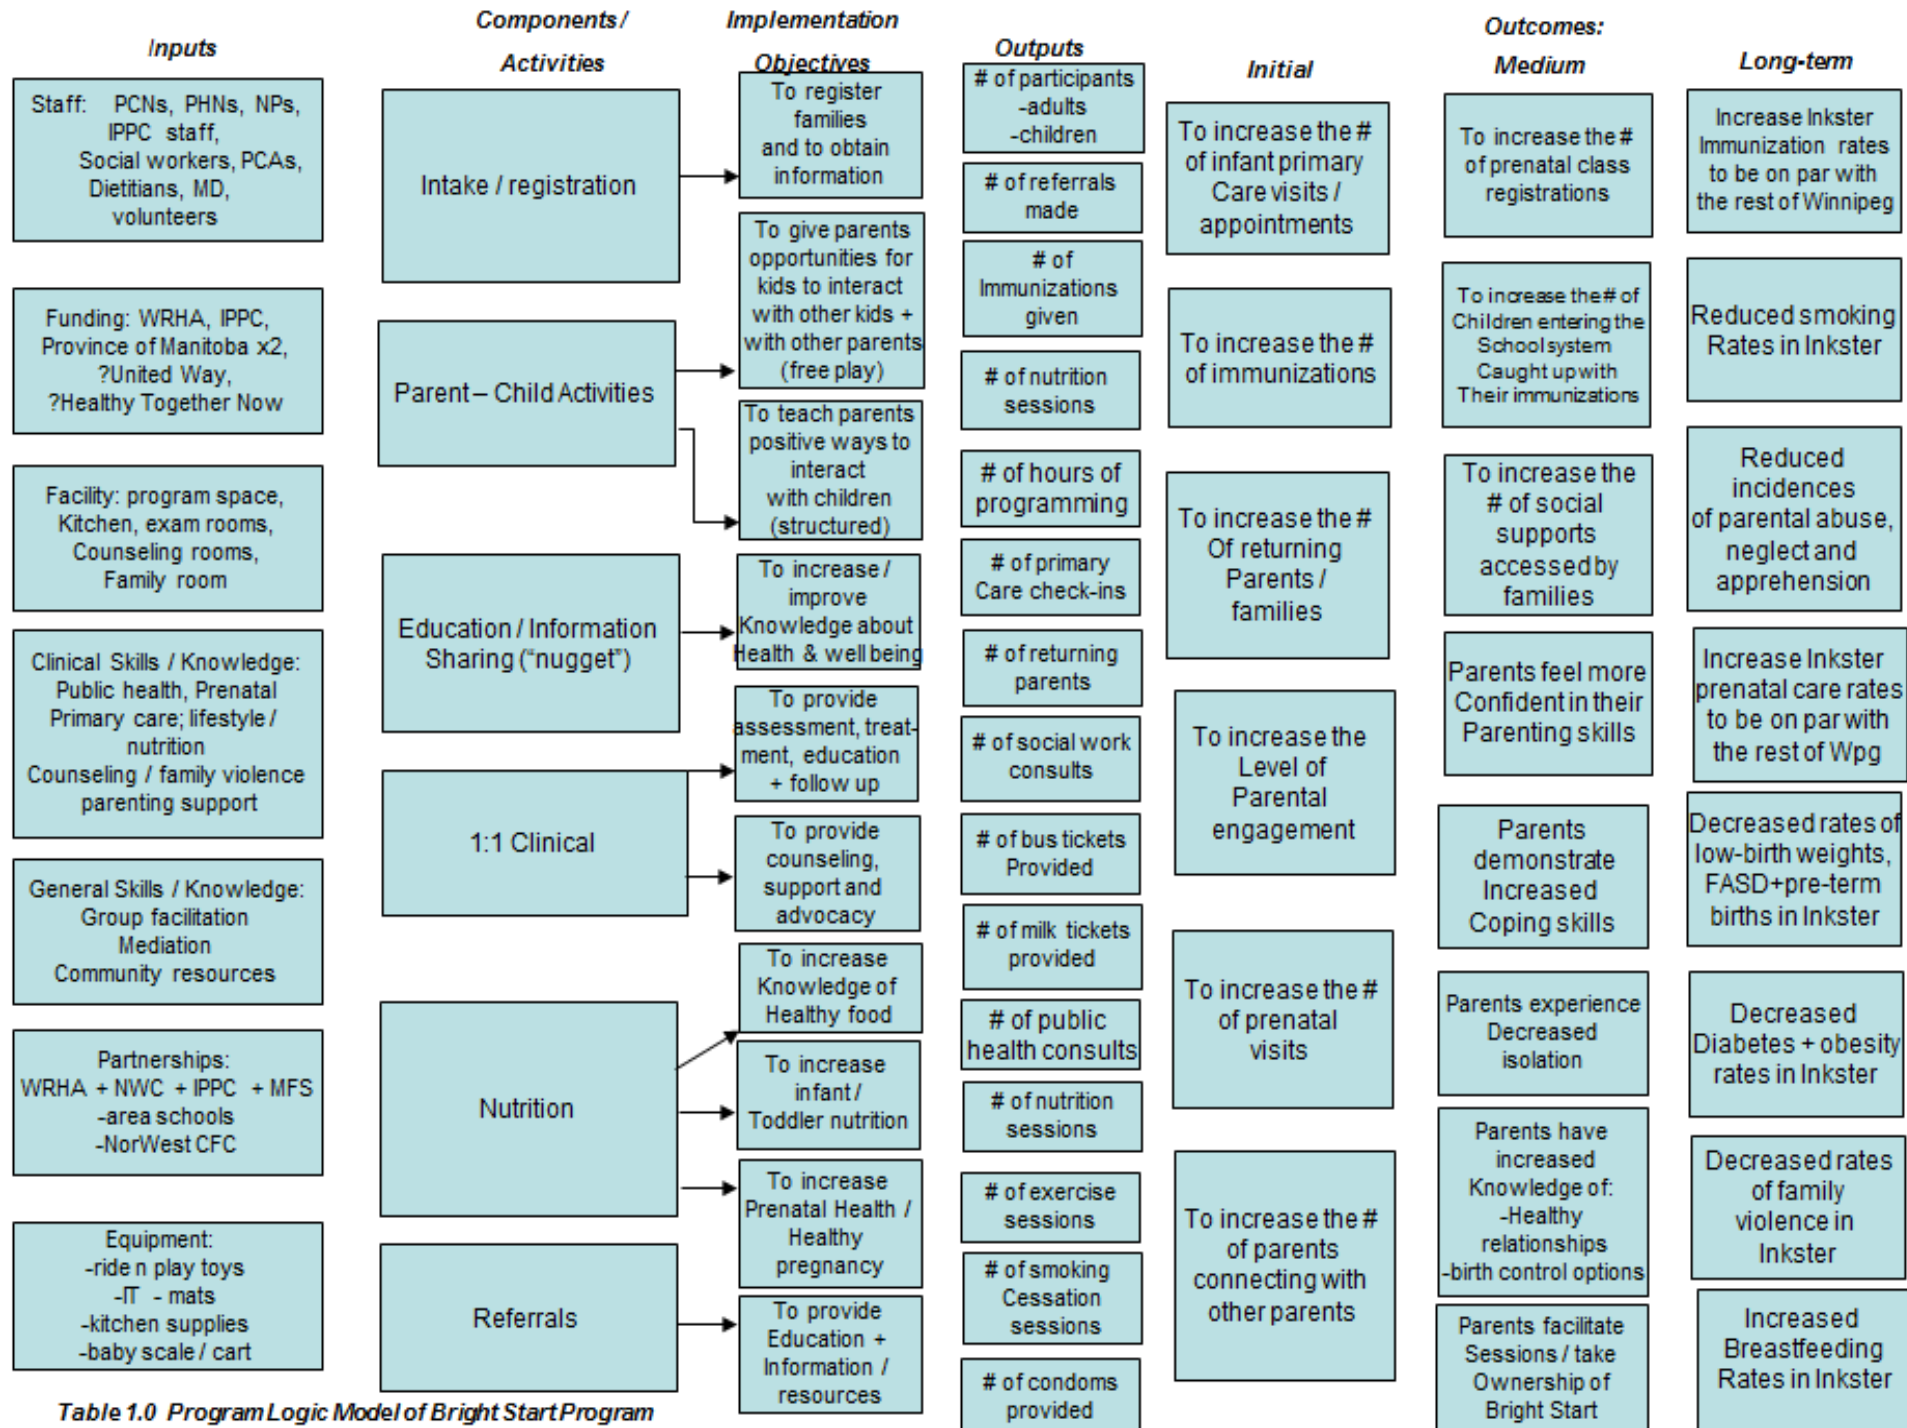 Inputs
Staff: PCNs, PHNs, NPs,
IPPC staff,
Social workers, PCAs,
Dietitians, MD,
volunteers
Funding: WRHA, IPPC,
Province of Manitoba x2,
?United Way,
?Healthy Together Now
Facility: program space,
Kitchen, exam rooms,
Counseling rooms,
Family room
Clinical Skills / Knowledge:
Public health, Prenatal
Primary care; lifestyle /
nutrition
Counseling / family violence
parenting support
General Skills / Knowledge:
Group facilitation
Mediation
Community resources
Partnerships:
WRHA + NWC + IPPC + MFS
-area schools
-NorWest CFC
Equipment:
-ride n play toys
-IT - mats
-kitchen supplies
-baby scale / cart
Components /
Activities
Intake / registration
Parent – Child Activities
Education / Information
Sharing (“nugget”)
1:1 Clinical
Nutrition
Referrals
Implementation
Objectives
To register
families
and to obtain
information
To give parents
opportunities for
kids to interact
with other kids +
with other parents
(free play)
To teach parents
positive ways to
interact
with children
(structured)
To increase /
improve
Knowledge about
Health & well being
To provide
assessment, treat-
ment, education
+ follow up
To provide
counseling,
support and
advocacy
To increase
Knowledge of
Healthy food
To increase
infant /
Toddler nutrition
To increase
Prenatal Health /
Healthy
pregnancy
To provide
Education +
Information /
resources
Outputs
# of participants
-adults
-children
# of referrals
made
# of
Immunizations
given
# of nutrition
sessions
# of hours of
programming
# of primary
Care check-ins
# of returning
parents
# of social work
consults
# of bus tickets
Provided
# of milk tickets
provided
# of public
health consults
# of nutrition
sessions
# of exercise
sessions
# of smoking
Cessation
sessions
# of condoms
provided
Outcomes:
Initial
To increase the #
of infant primary
Care visits /
appointments
To increase the #
of immunizations
To increase the #
Of returning
Parents /
families
To increase the
Level of
Parental
engagement
To increase the #
of prenatal
visits
To increase the #
of parents
connecting with
other parents
Medium
To increase the #
of prenatal class
registrations
To increase the # of
Children entering the
School system
Caught up with
Their immunizations
To increase the
# of social
supports
accessed by
families
Parents feel more
Confident in their
Parenting skills
Parents
demonstrate
Increased
Coping skills
Parents experience
Decreased
isolation
Parents have
increased
Knowledge of:
-Healthy
relationships
-birth control options
Parents facilitate
Sessions / take
Ownership of
Bright Start
Long-term
Increase Inkster
Immunization rates
to be on par with
the rest of Winnipeg
Reduced smoking
Rates in Inkster
Reduced
incidences
of parental abuse,
neglect and
apprehension
Increase Inkster
prenatal care rates
to be on par with
the rest of Wpg
Decreased rates of
low-birth weights,
FASD+pre-term
births in Inkster
Decreased
Diabetes + obesity
rates in Inkster
Decreased rates
of family
violence in
Inkster
Increased
Breastfeeding
Rates in Inkster
Table 1.0 Program Logic Model of Bright Start Program